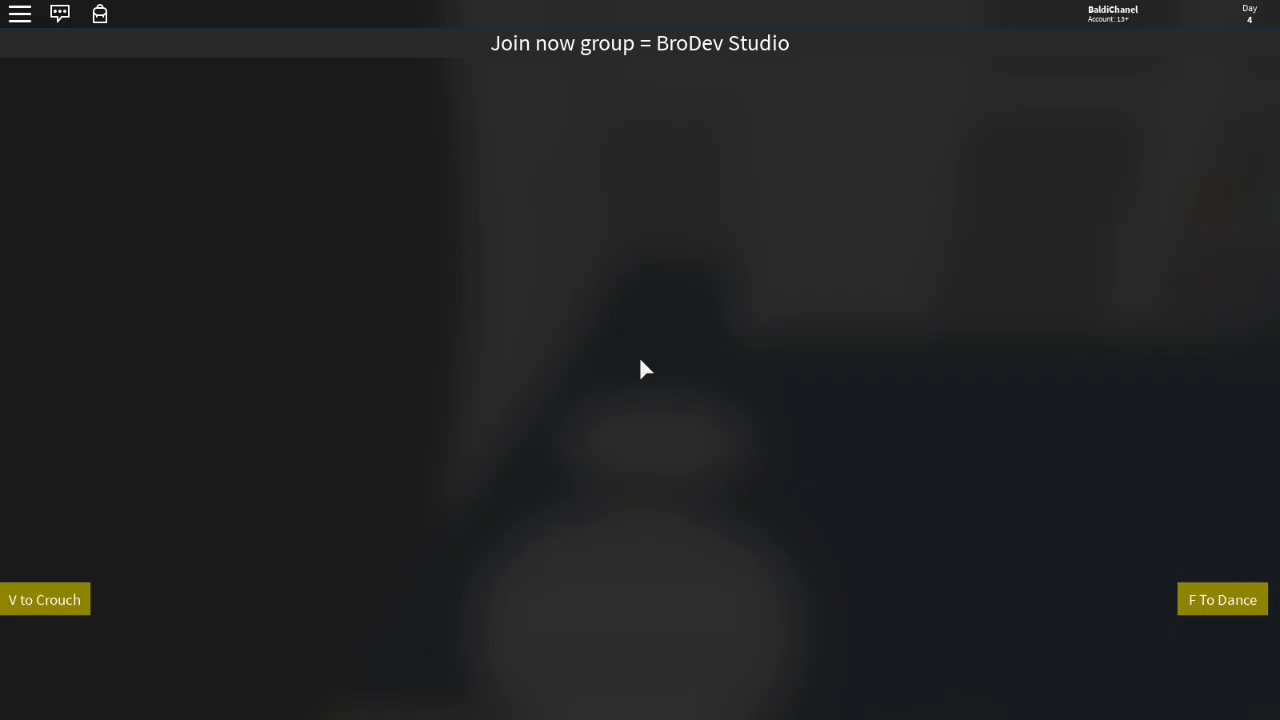 BaldiChanel
Account: 13+
Day
4
Join now group = BroDev Studio
V to Crouch
F To Dance